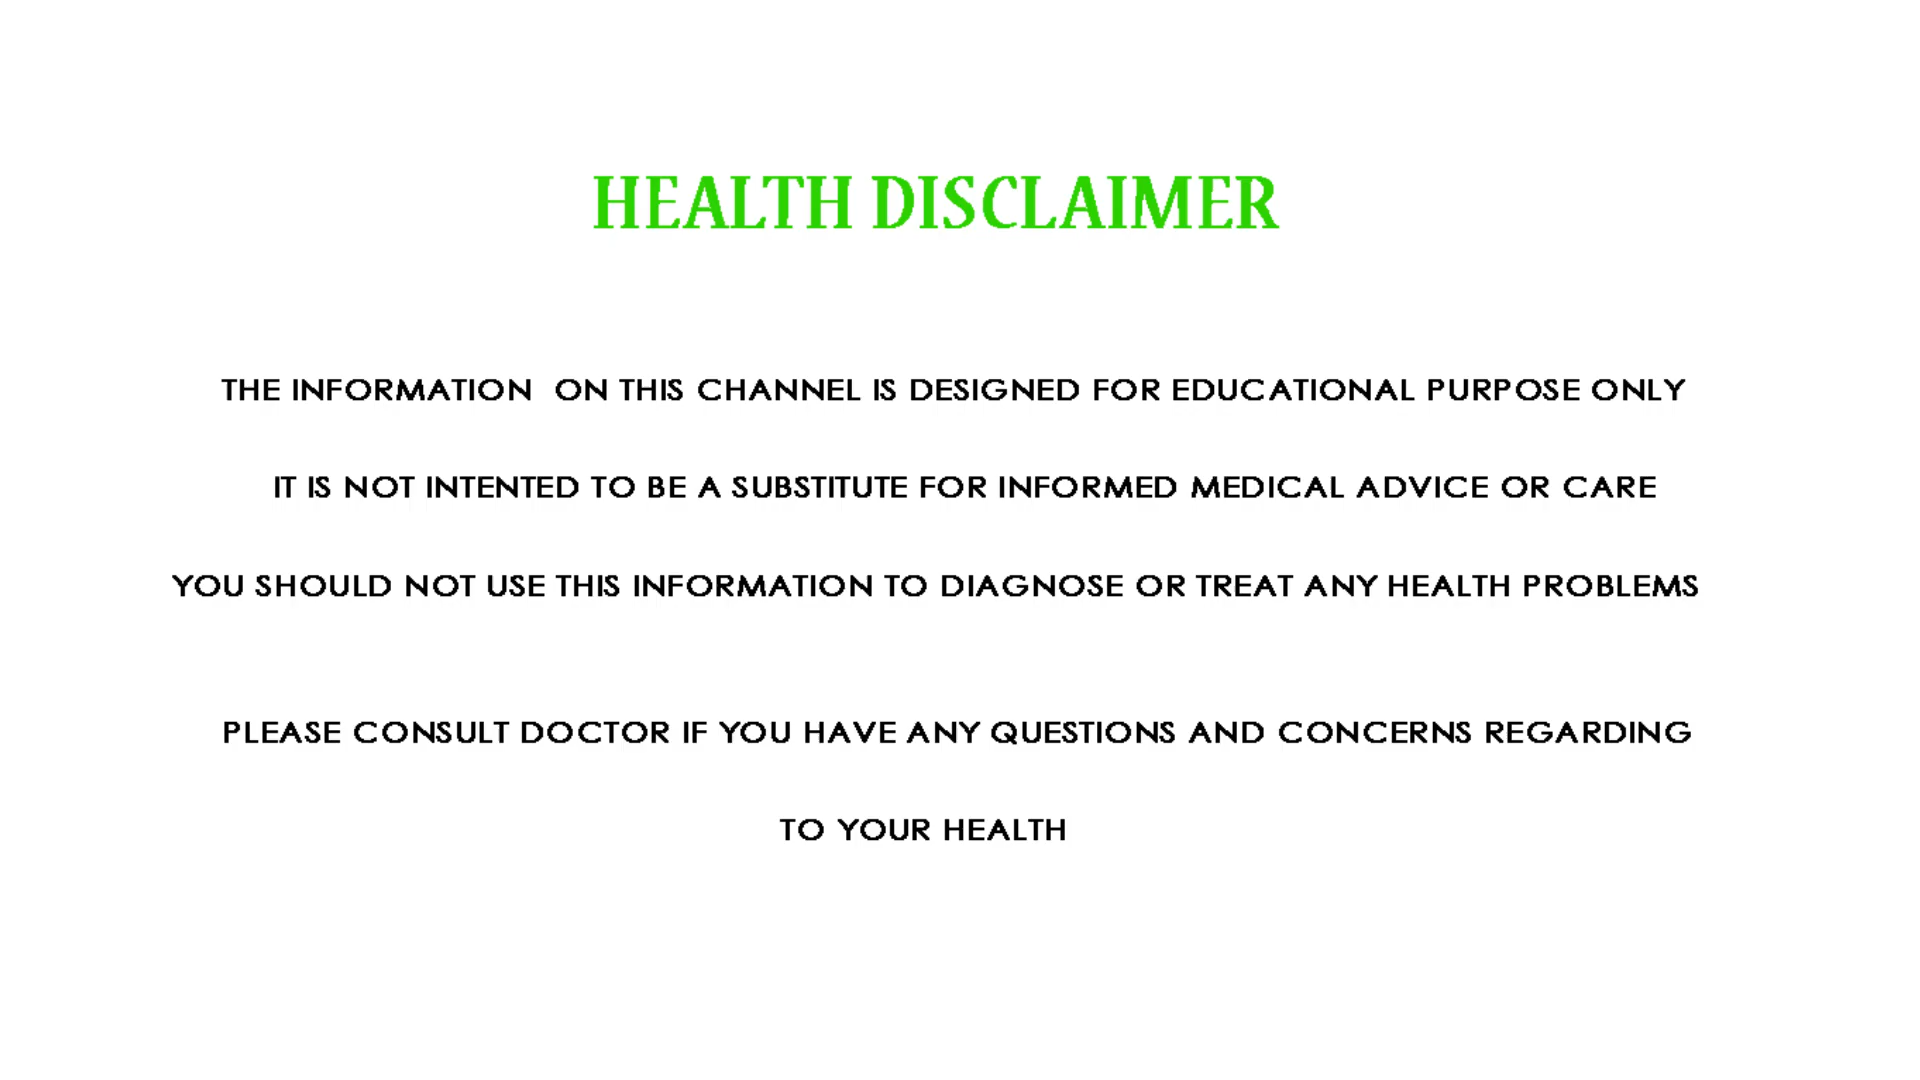 HEALTH DISCLAIMER
THE INFORMATION ON THIS CHANNEL IS DESIGNED FOR EDUCATIONAL PURPOSE ONLY
IT IS NOT INTENTED TO BE A SUBSTITUTE FOR INFORMED MEDICAL ADVICE OR CARE
YOU SHOULD NOT USE THIS INFORMATION TO DIAGNOSE OR TREAT ANY HEALTH PROBLEMS
PLEASE CONSULT DOCTOR IF YOU HAVE ANY QUESTIONS AND CONCERNS REGARDING
TO YOUR HEALTH